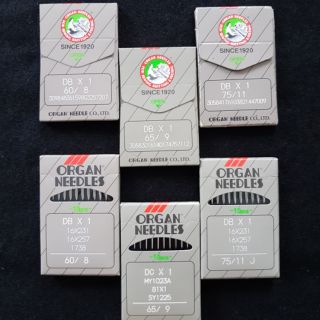 SINCE 1920
DB X 1
60/ 8
ORGAN NEEDLE CO., LTD.
SINCE 1920
DB X 1
65/ 9
ORGAN NEEDLE CO., LTD.
SINCE 1920
DB X 1
75/11
ORGAN NEEDLE CO., LTD.
ORGAN
NEEDLES
DB X 1
16X231
16X257
1738
60/ 8
ORGAN
NEEDLES
DC X 1
MY1023A
81X1
SY1225
65/ 9
ORGAN
NEEDLES
DB X 1
16X231
16X257
1738
75/11 J